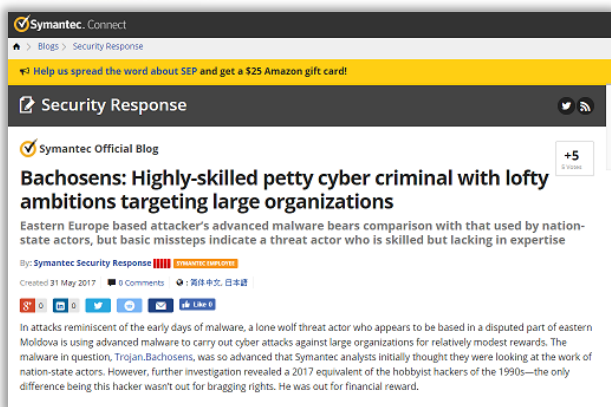 Symantec. Connect
> Blogs > Security Response
Help us spread the word about SEP and get a $25 Amazon gift card!
Security Response
Symantec Official Blog
+5
5 Votes
Bachosens: Highly-skilled petty cyber criminal with lofty
ambitions targeting large organizations
Eastern Europe based attacker's advanced malware bears comparison with that used by nation-
state actors, but basic missteps indicate a threat actor who is skilled but lacking in expertise
By: Symantec Security Response SYMANTEC EMPLOYEE
Created 31 May 2017 0 Comments : 简体中文, 日本語
g+ 0 in 0 Like 0
In attacks reminiscent of the early days of malware, a lone wolf threat actor who appears to be based in a disputed part of eastern
Moldova is using advanced malware to carry out cyber attacks against large organizations for relatively modest rewards. The
malware in question, Trojan.Bachosens, was so advanced that Symantec analysts initially thought they were looking at the work of
nation-state actors. However, further investigation revealed a 2017 equivalent of the hobbyist hackers of the 1990s—the only
difference being this hacker wasn't out for bragging rights. He was out for financial reward.